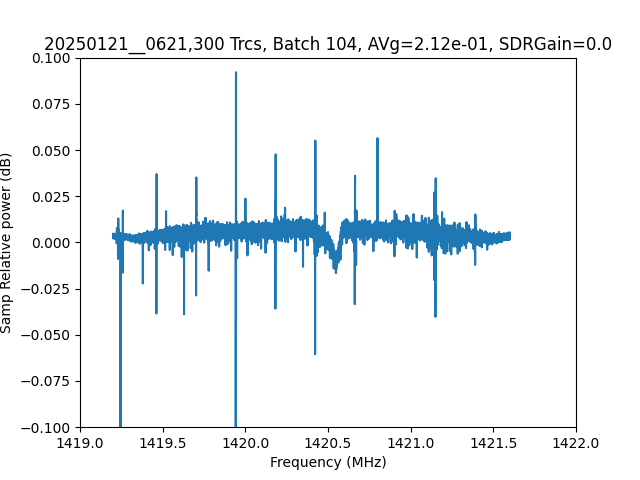 20250121__0621,300 Trcs, Batch 104, AVg=2.12e-01, SDRGain=0.0
0.100
0.075
0.050
0.025
0.000
−0.025
−0.050
−0.075
−0.100
Samp Relative power (dB)
1419.0 1419.5 1420.0 1420.5 1421.0 1421.5 1422.0
Frequency (MHz)